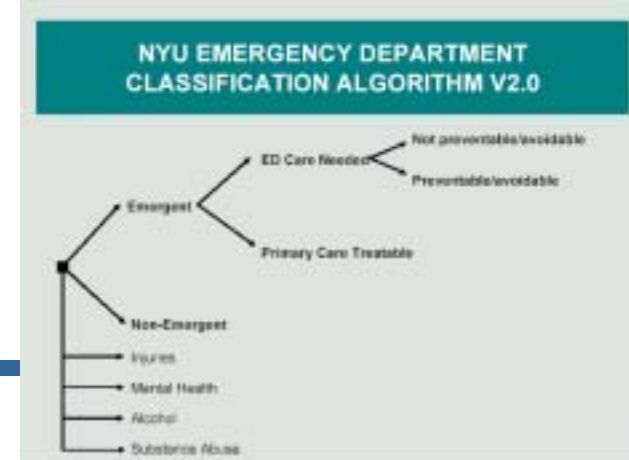 NYU EMERGENCY DEPARTMENT
CLASSIFICATION ALGORITHM V2.0
Not preventable/avoidable
ED Care Needed
Preventable/avoidable
Emergent
Primary Care Treatable
Non-Emergent
Injuries
Mental Health
Alcohol
Substance Abuse